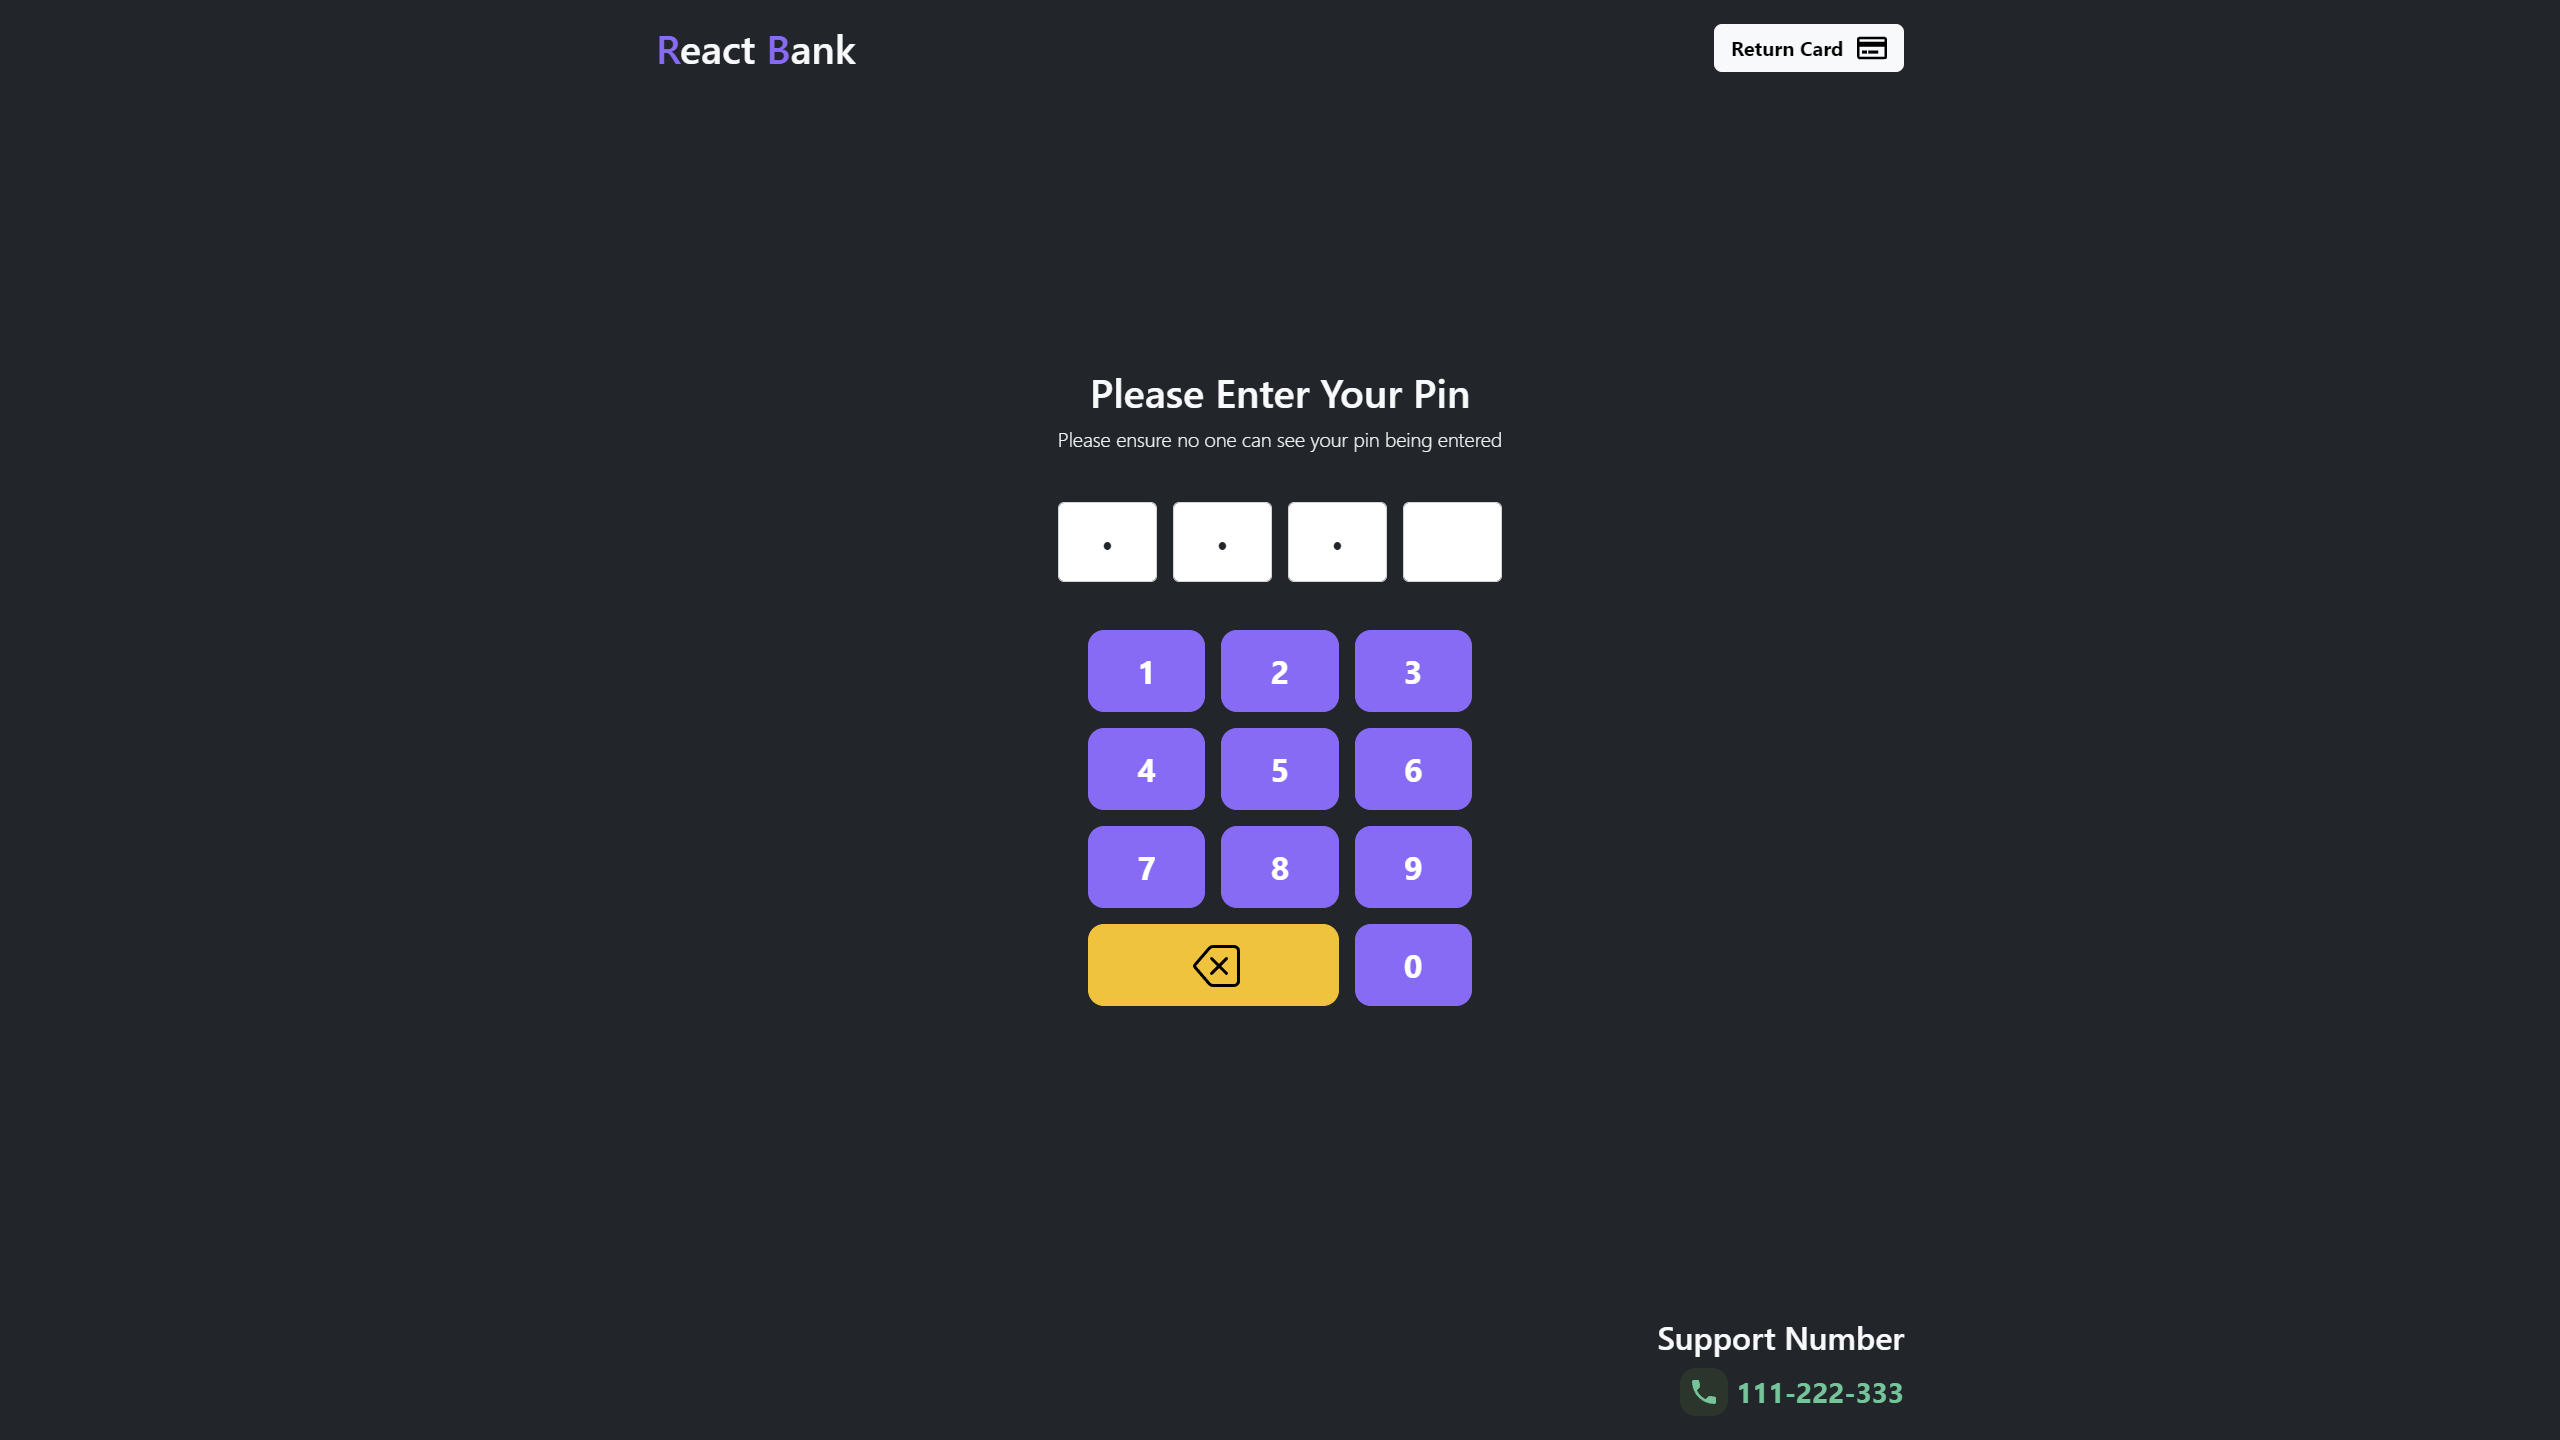 React Bank
Return Card
Please Enter Your Pin
Please ensure no one can see your pin being entered
1 2 3
4 5 6
7 8 9
0
Support Number
111-222-333